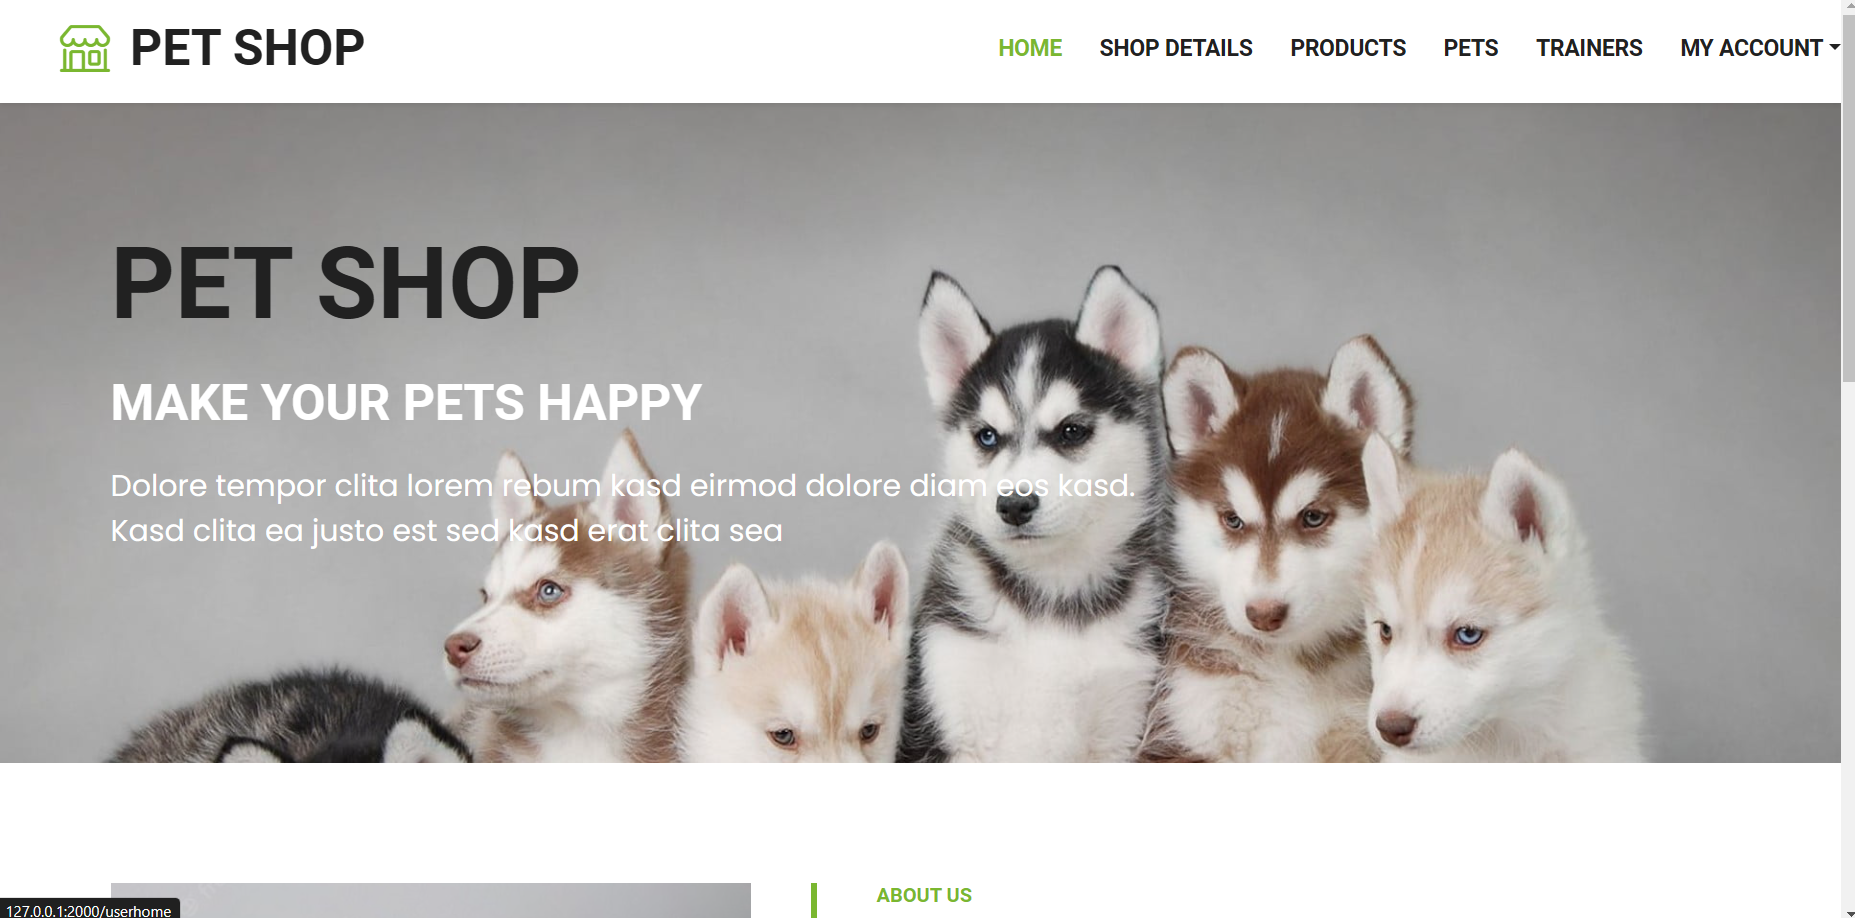 PET SHOP
HOME
SHOP DETAILS
PRODUCTS
PETS
TRAINERS
MY ACCOUNT
PET SHOP
MAKE YOUR PETS HAPPY
Dolore tempor clita lorem rebum kasd eirmod dolore diam eos kasd.
Kasd clita ea justo est sed kasd erat clita sea
ABOUT US
127.0.0.1:2000/userhome